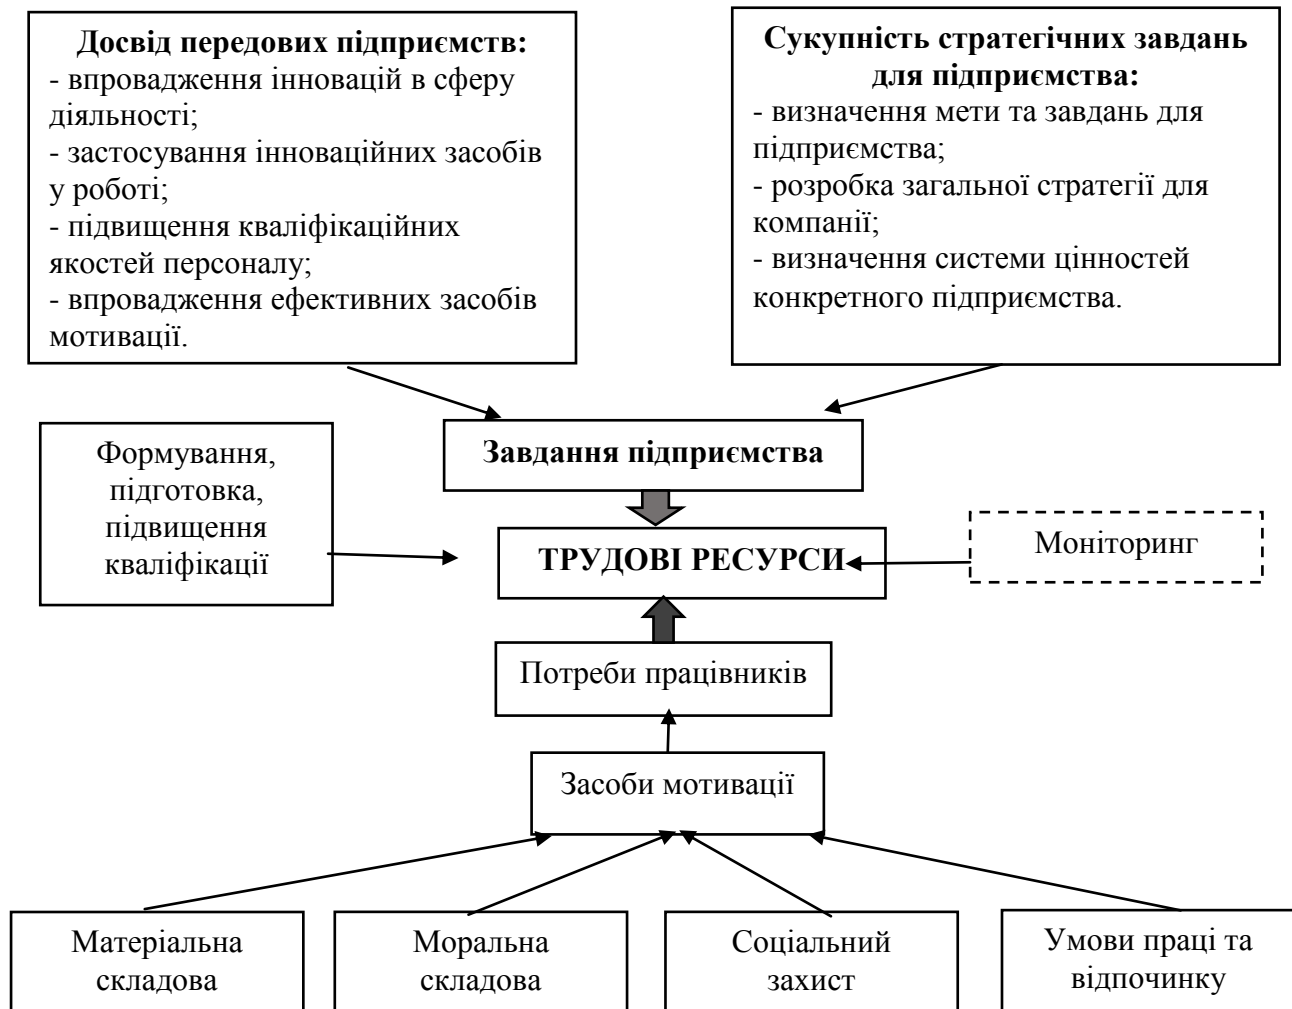 Досвід передових підприємств:
- впровадження інновацій в сферу
діяльності;
- застосування інноваційних засобів
у роботі;
- підвищення кваліфікаційних
якостей персоналу;
- впровадження ефективних засобів
мотивації.
Сукупність стратегічних завдань
для підприємства:
- визначення мети та завдань для
підприємства;
- розробка загальної стратегії для
компанії;
- визначення системи цінностей
конкретного підприємства.
Завдання підприємства
Формування,
підготовка,
підвищення
кваліфікації
ТРУДОВІ РЕСУРСИ
Моніторинг
Потреби працівників
Засоби мотивації
Матеріальна
складова
Моральна
складова
Соціальний
захист
Умови праці та
відпочинку